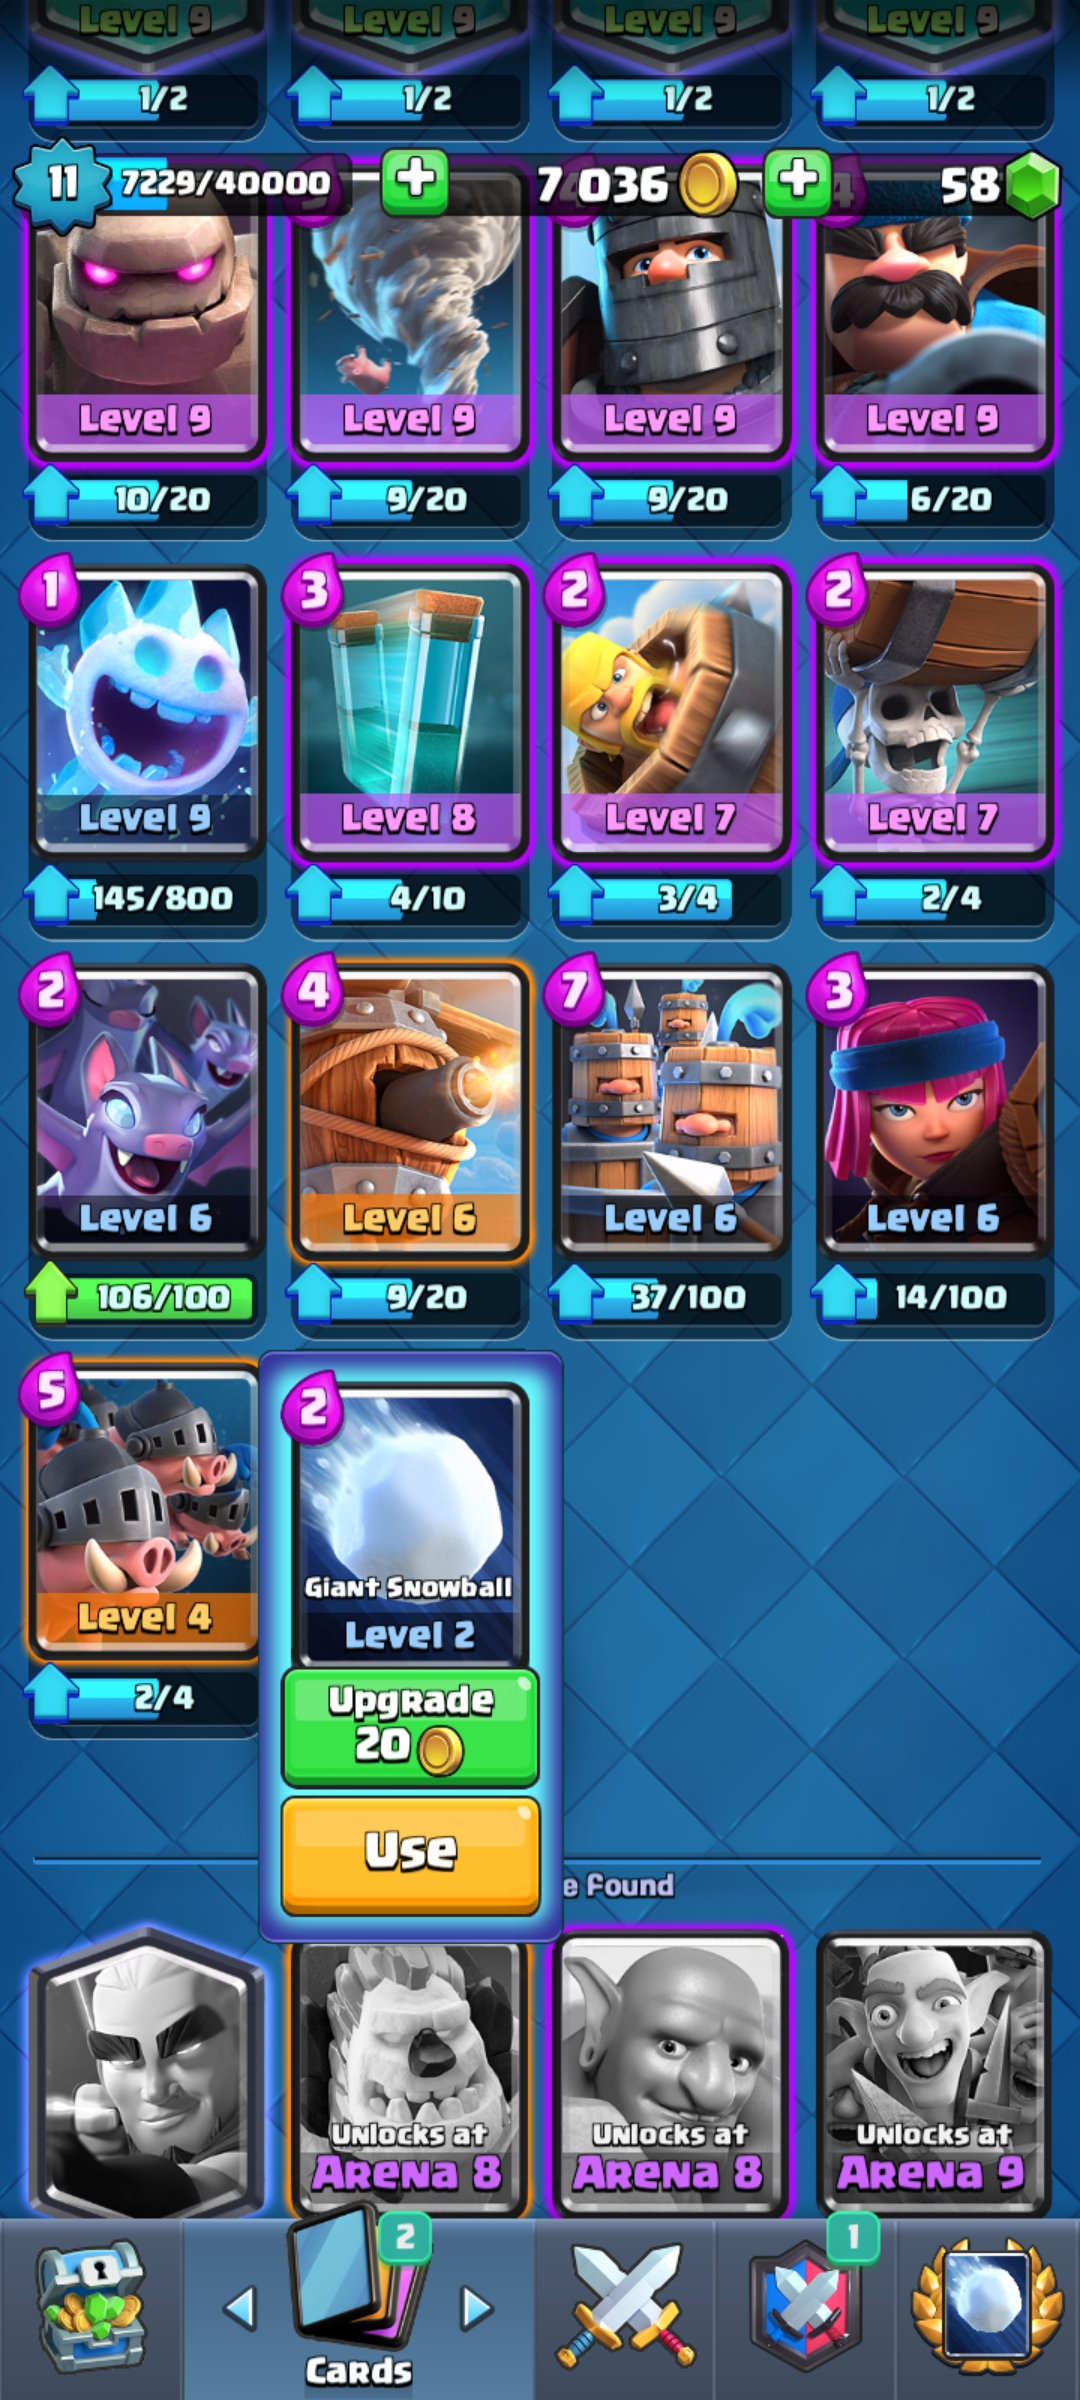 Level 9 Level 9 Level 9 Level 9
1/2 1/2 1/2 1/2
11 7229/40000 7 036 58
Level 9 Level 9 Level 9 Level 9
10/20 9/20 9/20 6/20
1 3 2 2
Level 9 Level 8 Level 7 Level 7
145/800 4/10 3/4 2/4
2 4 7 3
Level 6 Level 6 Level 6 Level 6
106/100 9/20 37/100 14/100
5 2
Giant Snowball
Level 4 Level 2
2/4
Upgrade
20
Use
e Found
Unlocks at Unlocks at Unlocks at
Arena 8 Arena 8 Arena 9
2 1
Cards